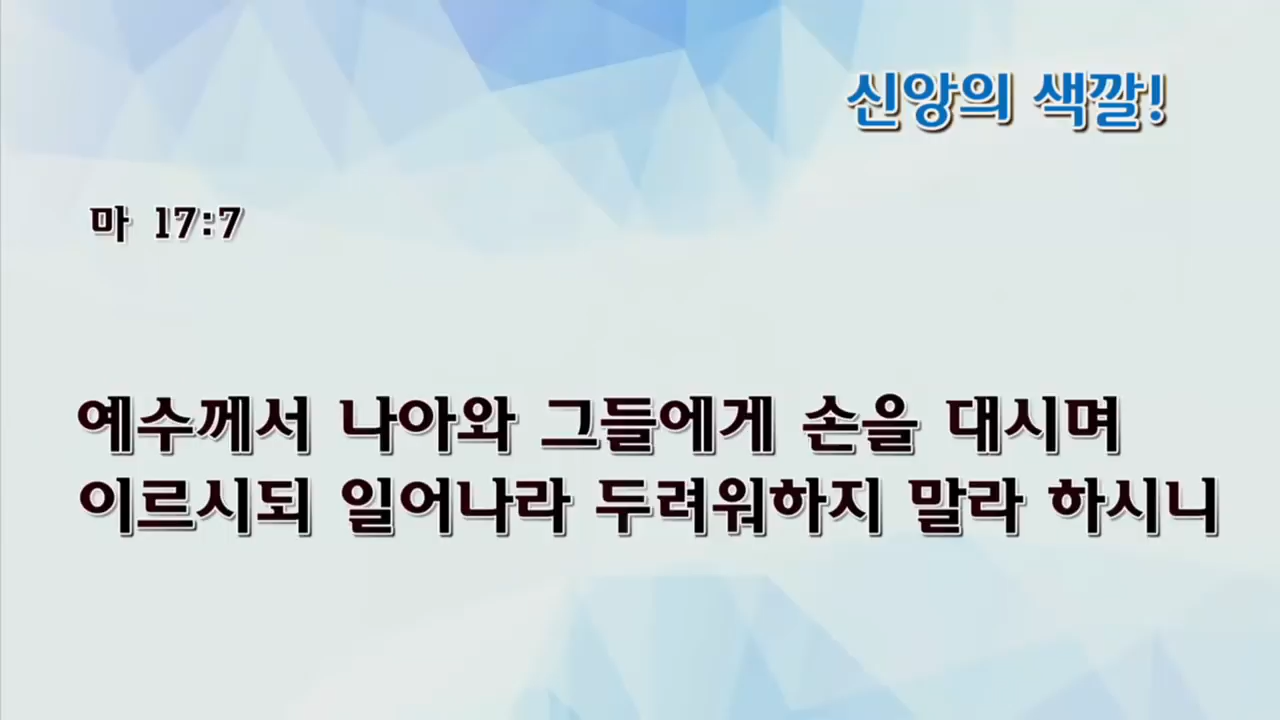 신앙의 색깔!
마 17:7
예수께서 나아와 그들에게 손을 대시며
이르시되 일어나라 두려워하지 말라 하시니